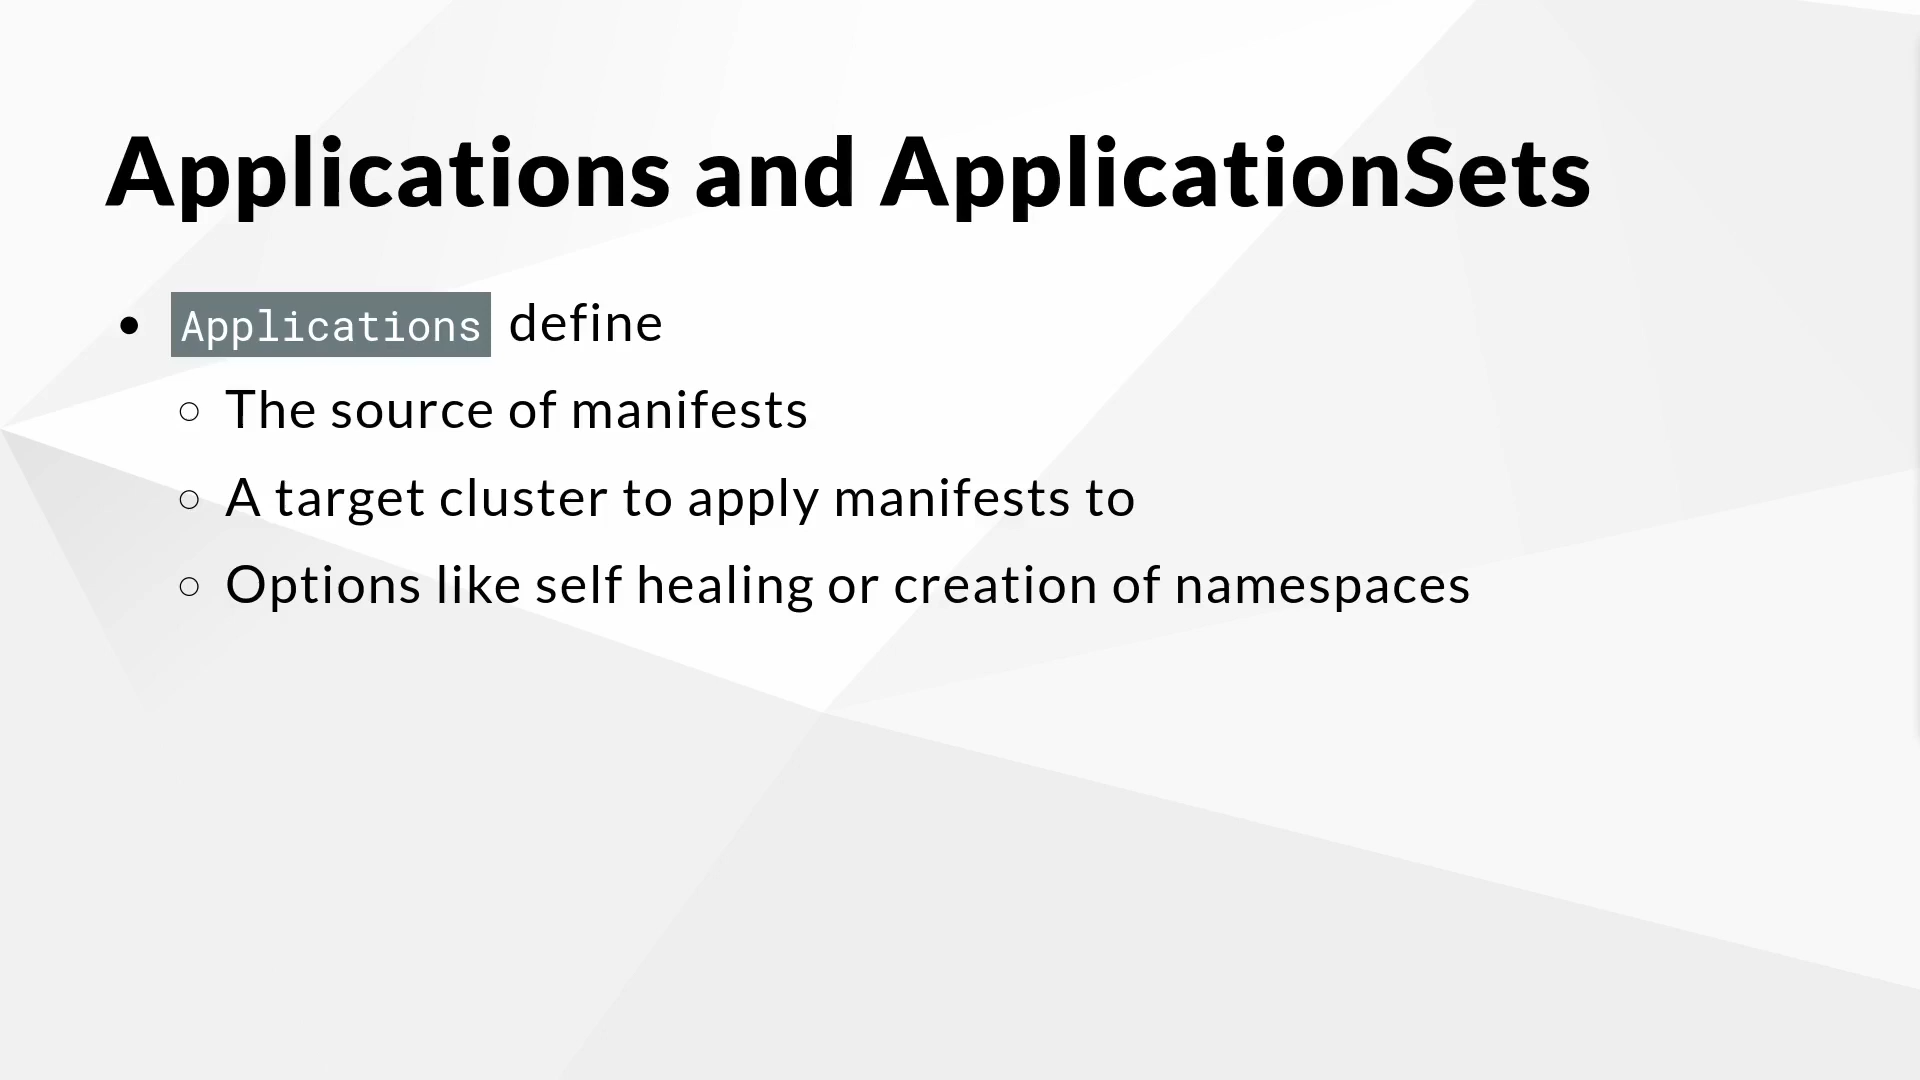 Applications and ApplicationSets
Applications define
The source of manifests
A target cluster to apply manifests to
Options like self healing or creation of namespaces